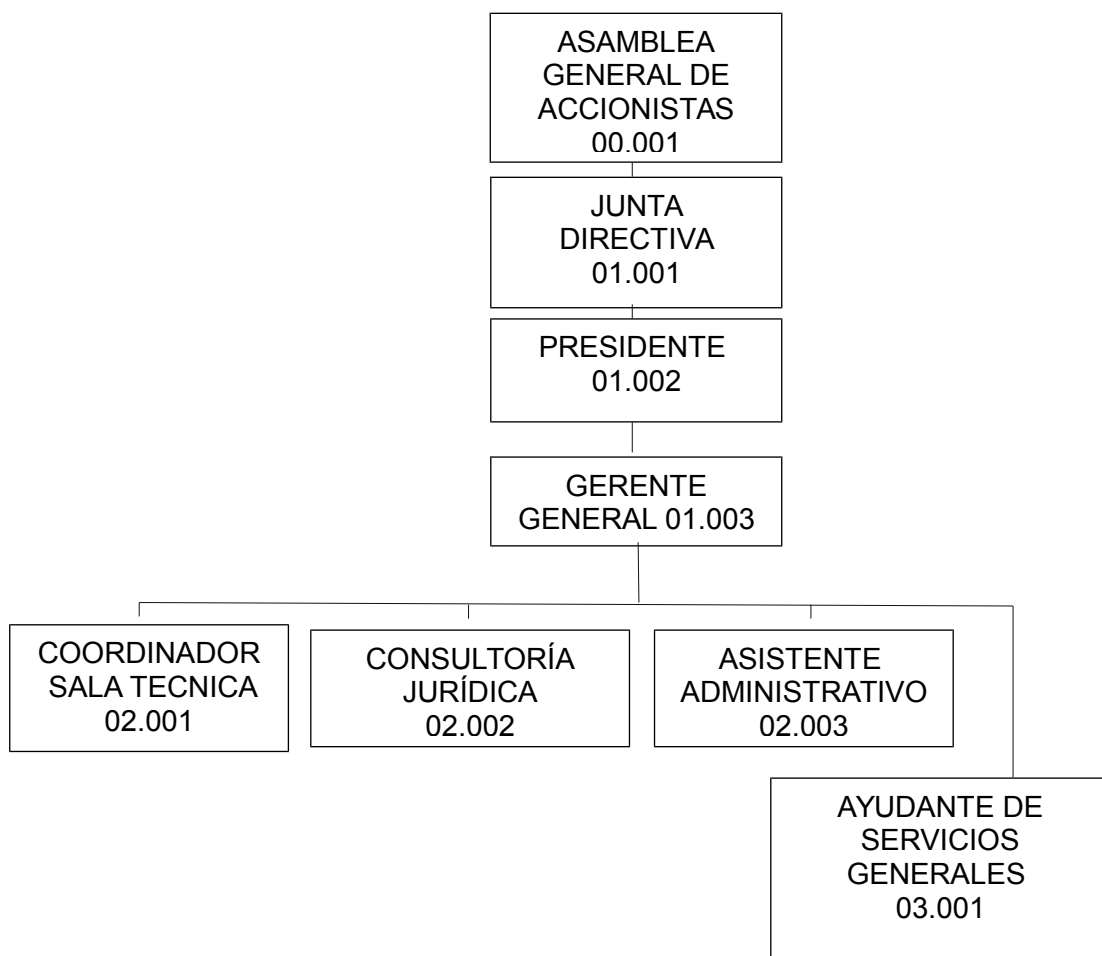 ASAMBLEA
GENERAL DE
ACCIONISTAS
00.001
JUNTA
DIRECTIVA
01.001
PRESIDENTE
01.002
GERENTE
GENERAL 01.003
COORDINADOR
SALA TECNICA
02.001
CONSULTORÍA
JURÍDICA
02.002
ASISTENTE
ADMINISTRATIVO
02.003
AYUDANTE DE
SERVICIOS
GENERALES
03.001